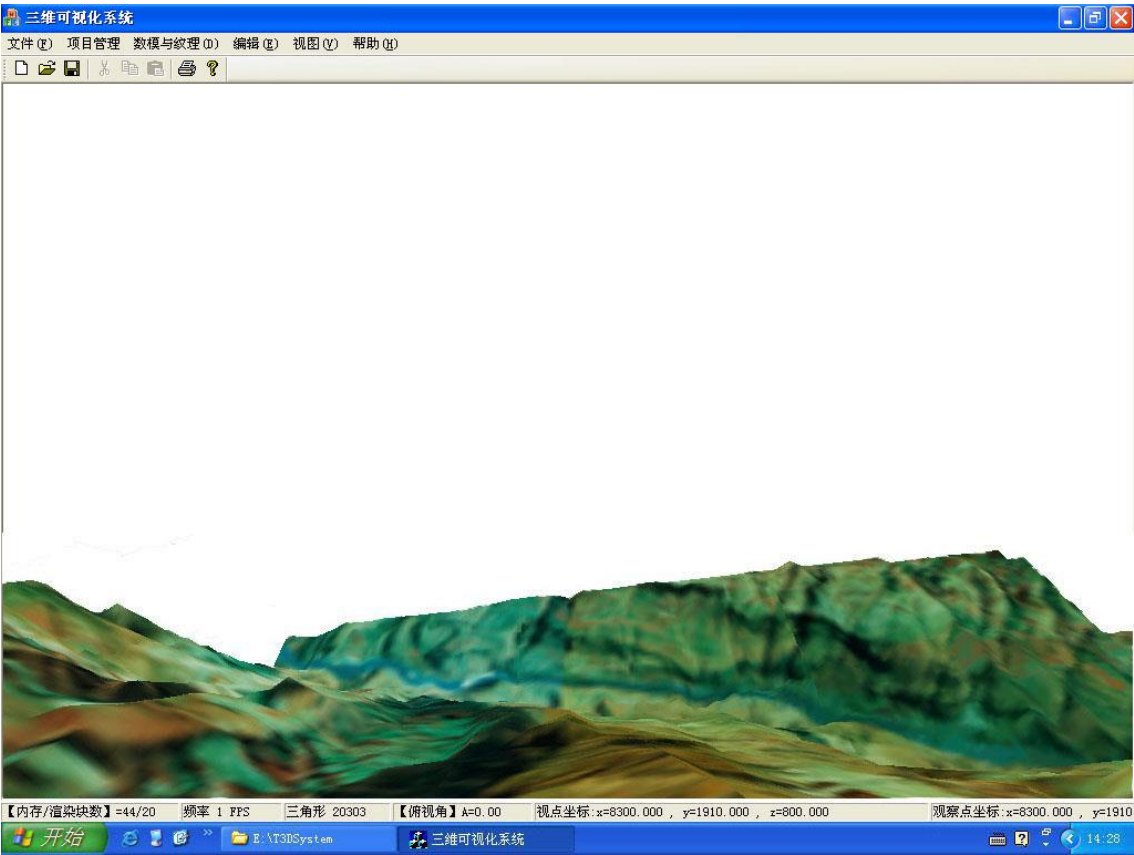 三维可视化系统
文件(F) 项目管理 数模与纹理(D) 编辑(E) 视图(V) 帮助(H)
【内存/渲染块数】=44/20 频率 1 FPS 三角形 20303 【俯视角】A=0.00 视点坐标:x=8300.000 , y=1910.000 , z=800.000 观察点坐标:x=8300.000 , y=1910
开始 E:\T3DSystem 三维可视化系统 14:28